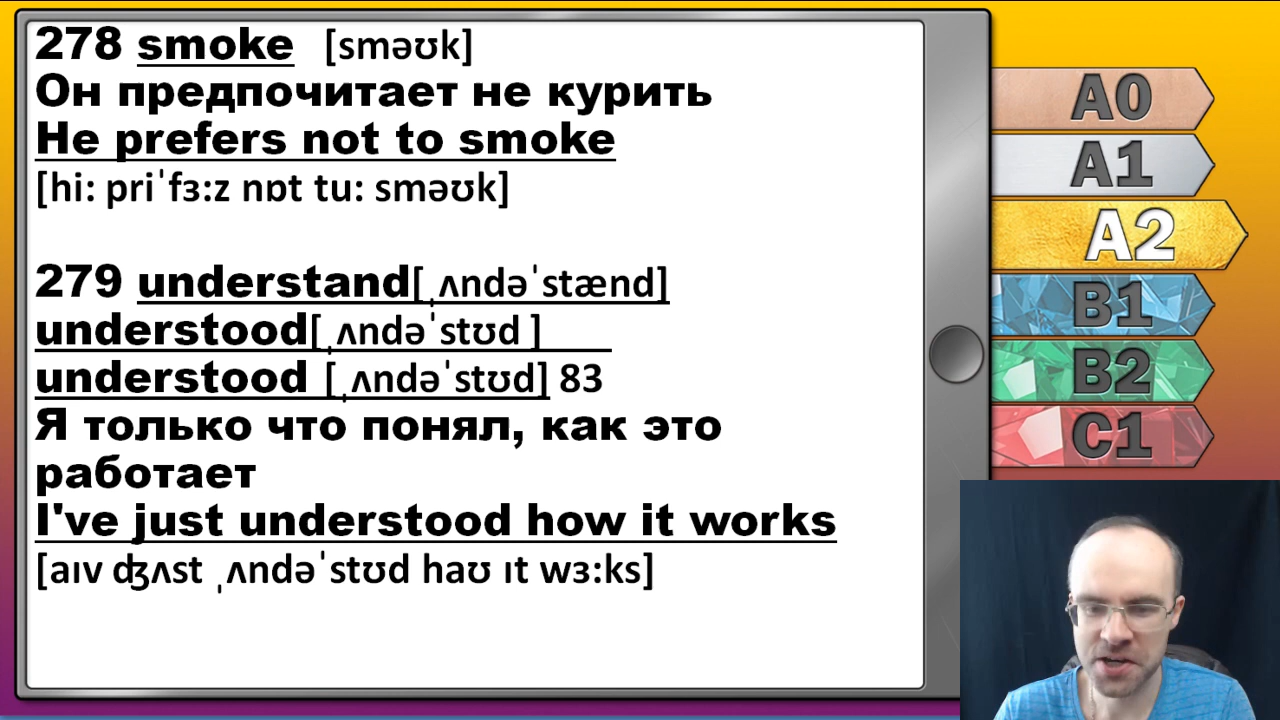 278 smoke [sməʊk]
Он предпочитает не курить
He prefers not to smoke
[hi: priˈfɜ:z nɒt tu: sməʊk]
279 understand[ˌʌndəˈstænd]
understood[ˌʌndəˈstʊd ]
understood [ˌʌndəˈstʊd] 83
Я только что понял, как это
работает
I've just understood how it works
[aɪv ʤʌst ˌʌndəˈstʊd haʊ ɪt wɜ:ks]
A0
A1
A2
B1
B2
C1